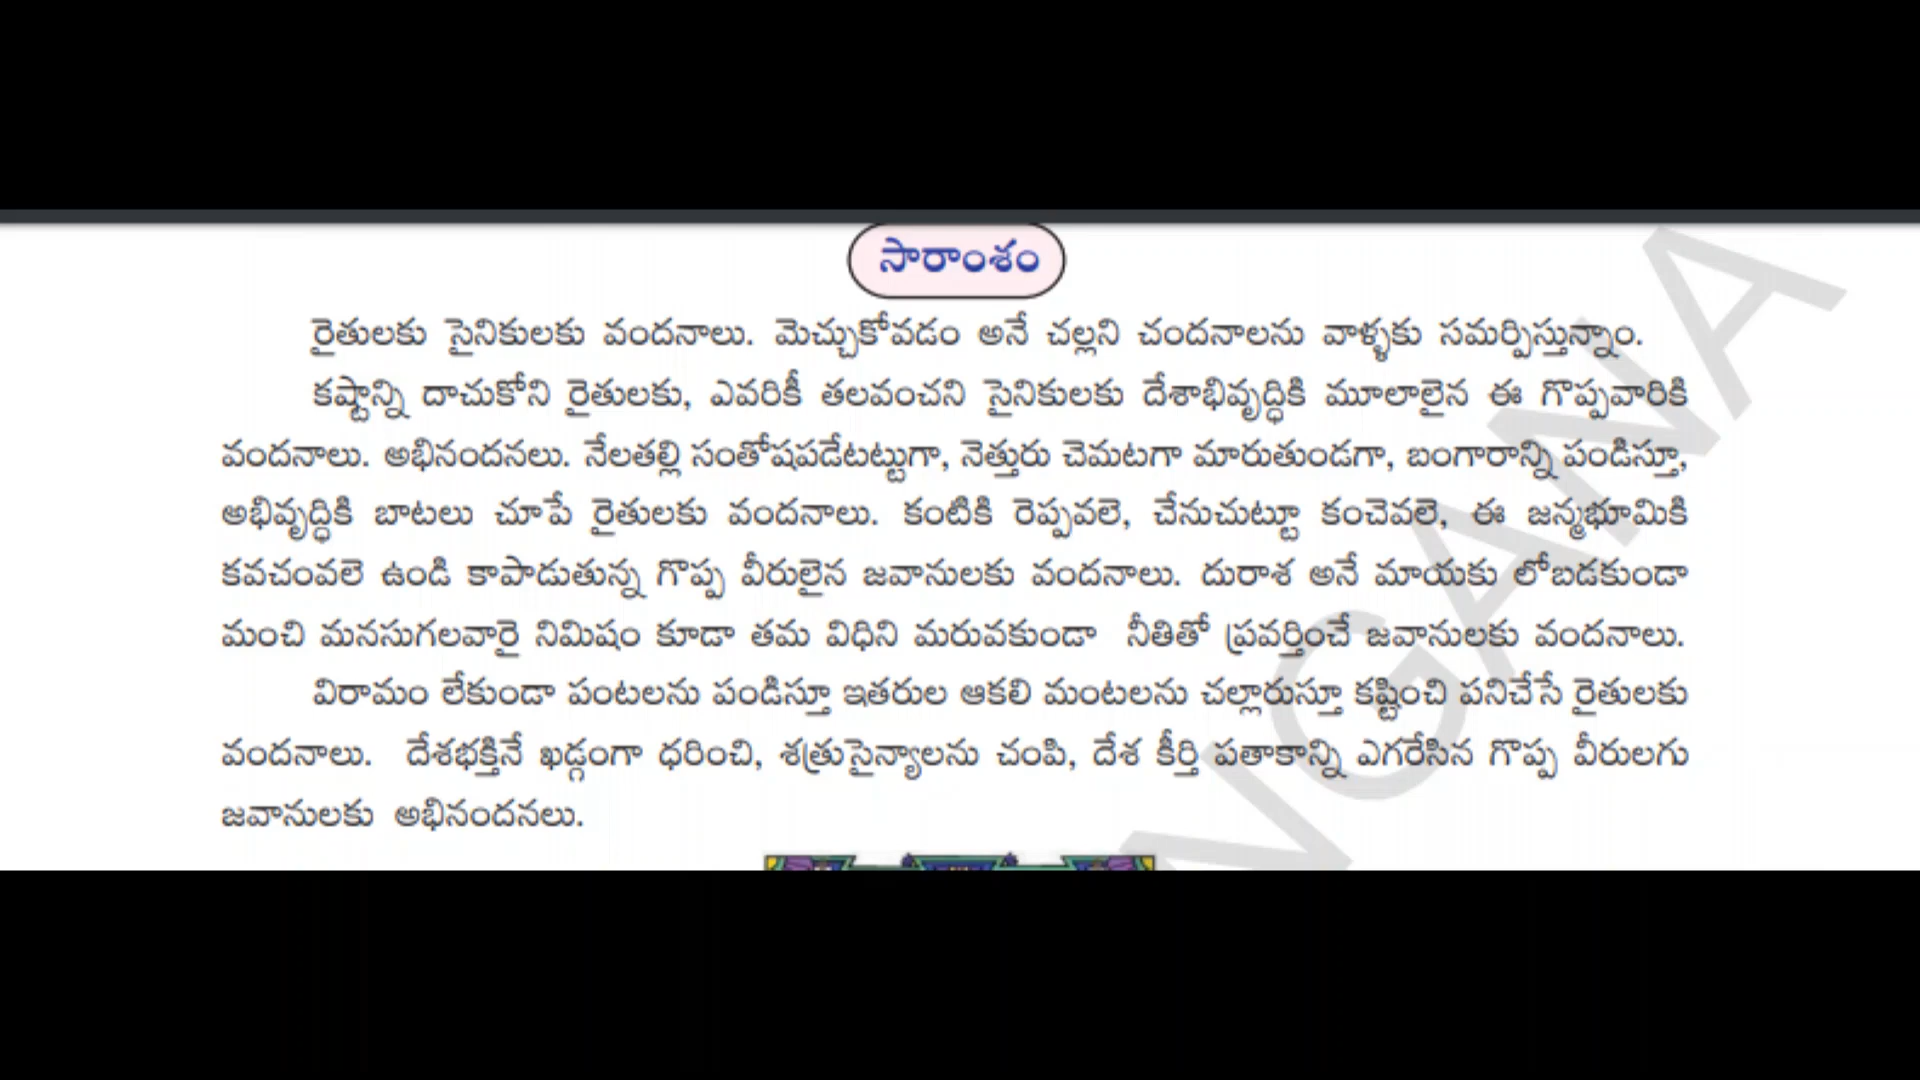 సారాంశం
రైతులకు సైనికులకు వందనాలు. మెచ్చుకోవడం అనే చల్లని చందనాలను వాళ్ళకు సమర్పిస్తున్నాం.
కష్టాన్ని దాచుకోని రైతులకు, ఎవరికీ తలవంచని సైనికులకు దేశాభివృద్ధికి మూలాలైన ఈ గొప్పవారికి
వందనాలు. అభినందనలు. నేలతల్లి సంతోషపడేటట్టుగా, నెత్తురు చెమటగా మారుతుండగా, బంగారాన్ని పండిస్తూ,
అభివృద్ధికి బాటలు చూపే రైతులకు వందనాలు. కంటికి రెప్పవలె, చేనుచుట్టూ కంచెవలె, ఈ జన్మభూమికి
కవచంవలె ఉండి కాపాడుతున్న గొప్ప వీరులైన జవానులకు వందనాలు. దురాశ అనే మాయకు లోబడకుండా
మంచి మనసుగలవారై నిమిషం కూడా తమ విధిని మరువకుండా నీతితో ప్రవర్తించే జవానులకు వందనాలు.
విరామం లేకుండా పంటలను పండిస్తూ ఇతరుల ఆకలి మంటలను చల్లారుస్తూ కష్టించి పనిచేసే రైతులకు
వందనాలు. దేశభక్తినే ఖడ్గంగా ధరించి, శత్రుసైన్యాలను చంపి, దేశ కీర్తి పతాకాన్ని ఎగరేసిన గొప్ప వీరులగు
జవానులకు అభినందనలు.
NGANA